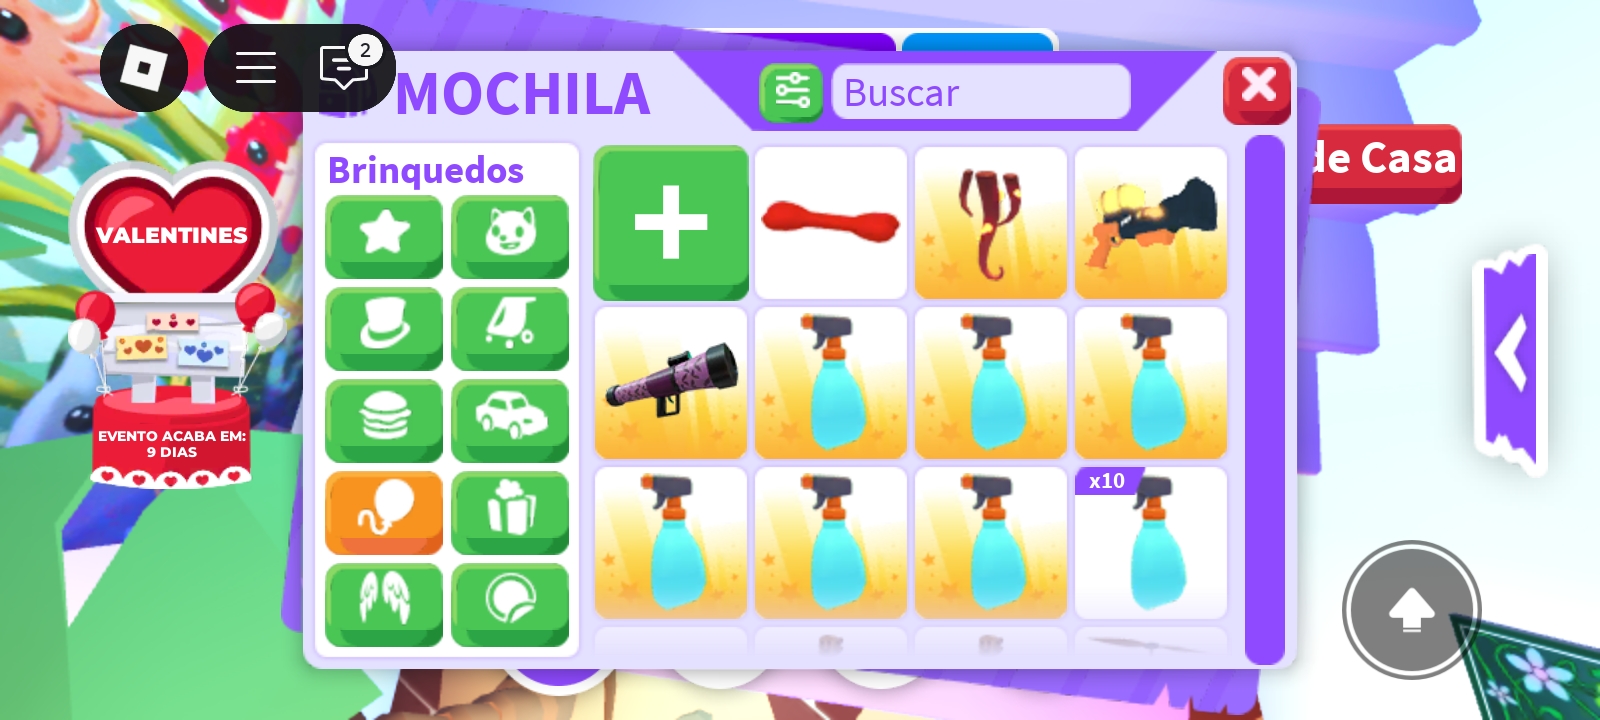 2
MOCHILA
Buscar
de Casa
Brinquedos
VALENTINES
EVENTO ACABA EM:
9 DIAS
x10